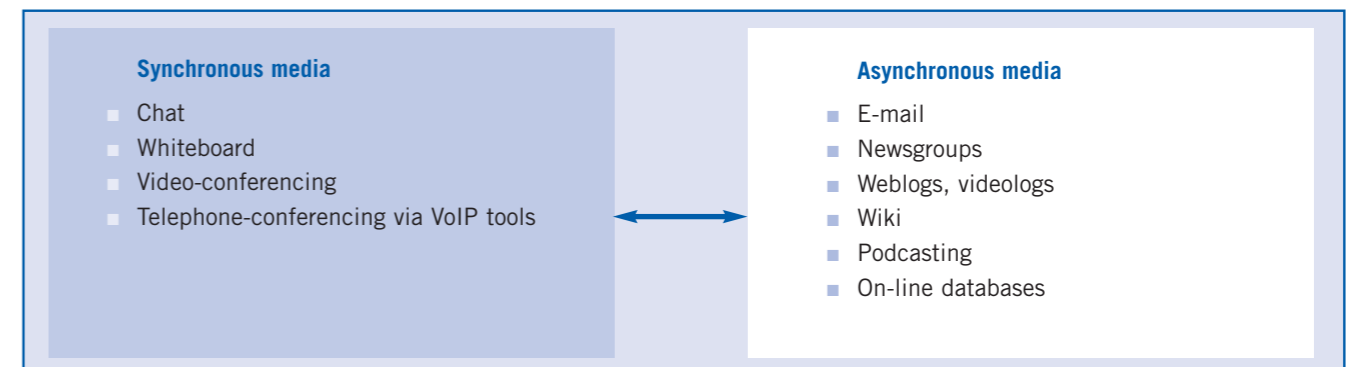 Synchronous media
Chat
Whiteboard
Video-conferencing
Telephone-conferencing via VoIP tools
Asynchronous media
E-mail
Newsgroups
Weblogs, videologs
Wiki
Podcasting
On-line databases